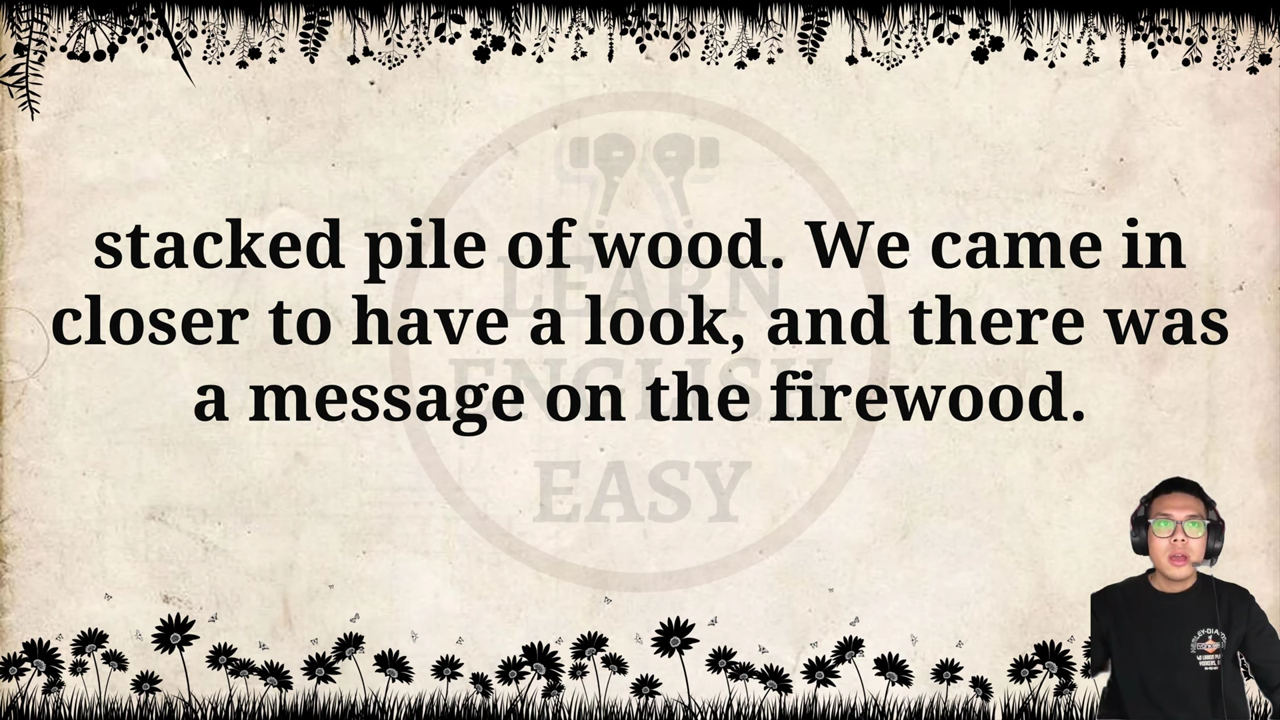 stacked pile of wood. We came in
closer to have a look, and there was
a message on the firewood.
LEARN
ENGLISH
EASY